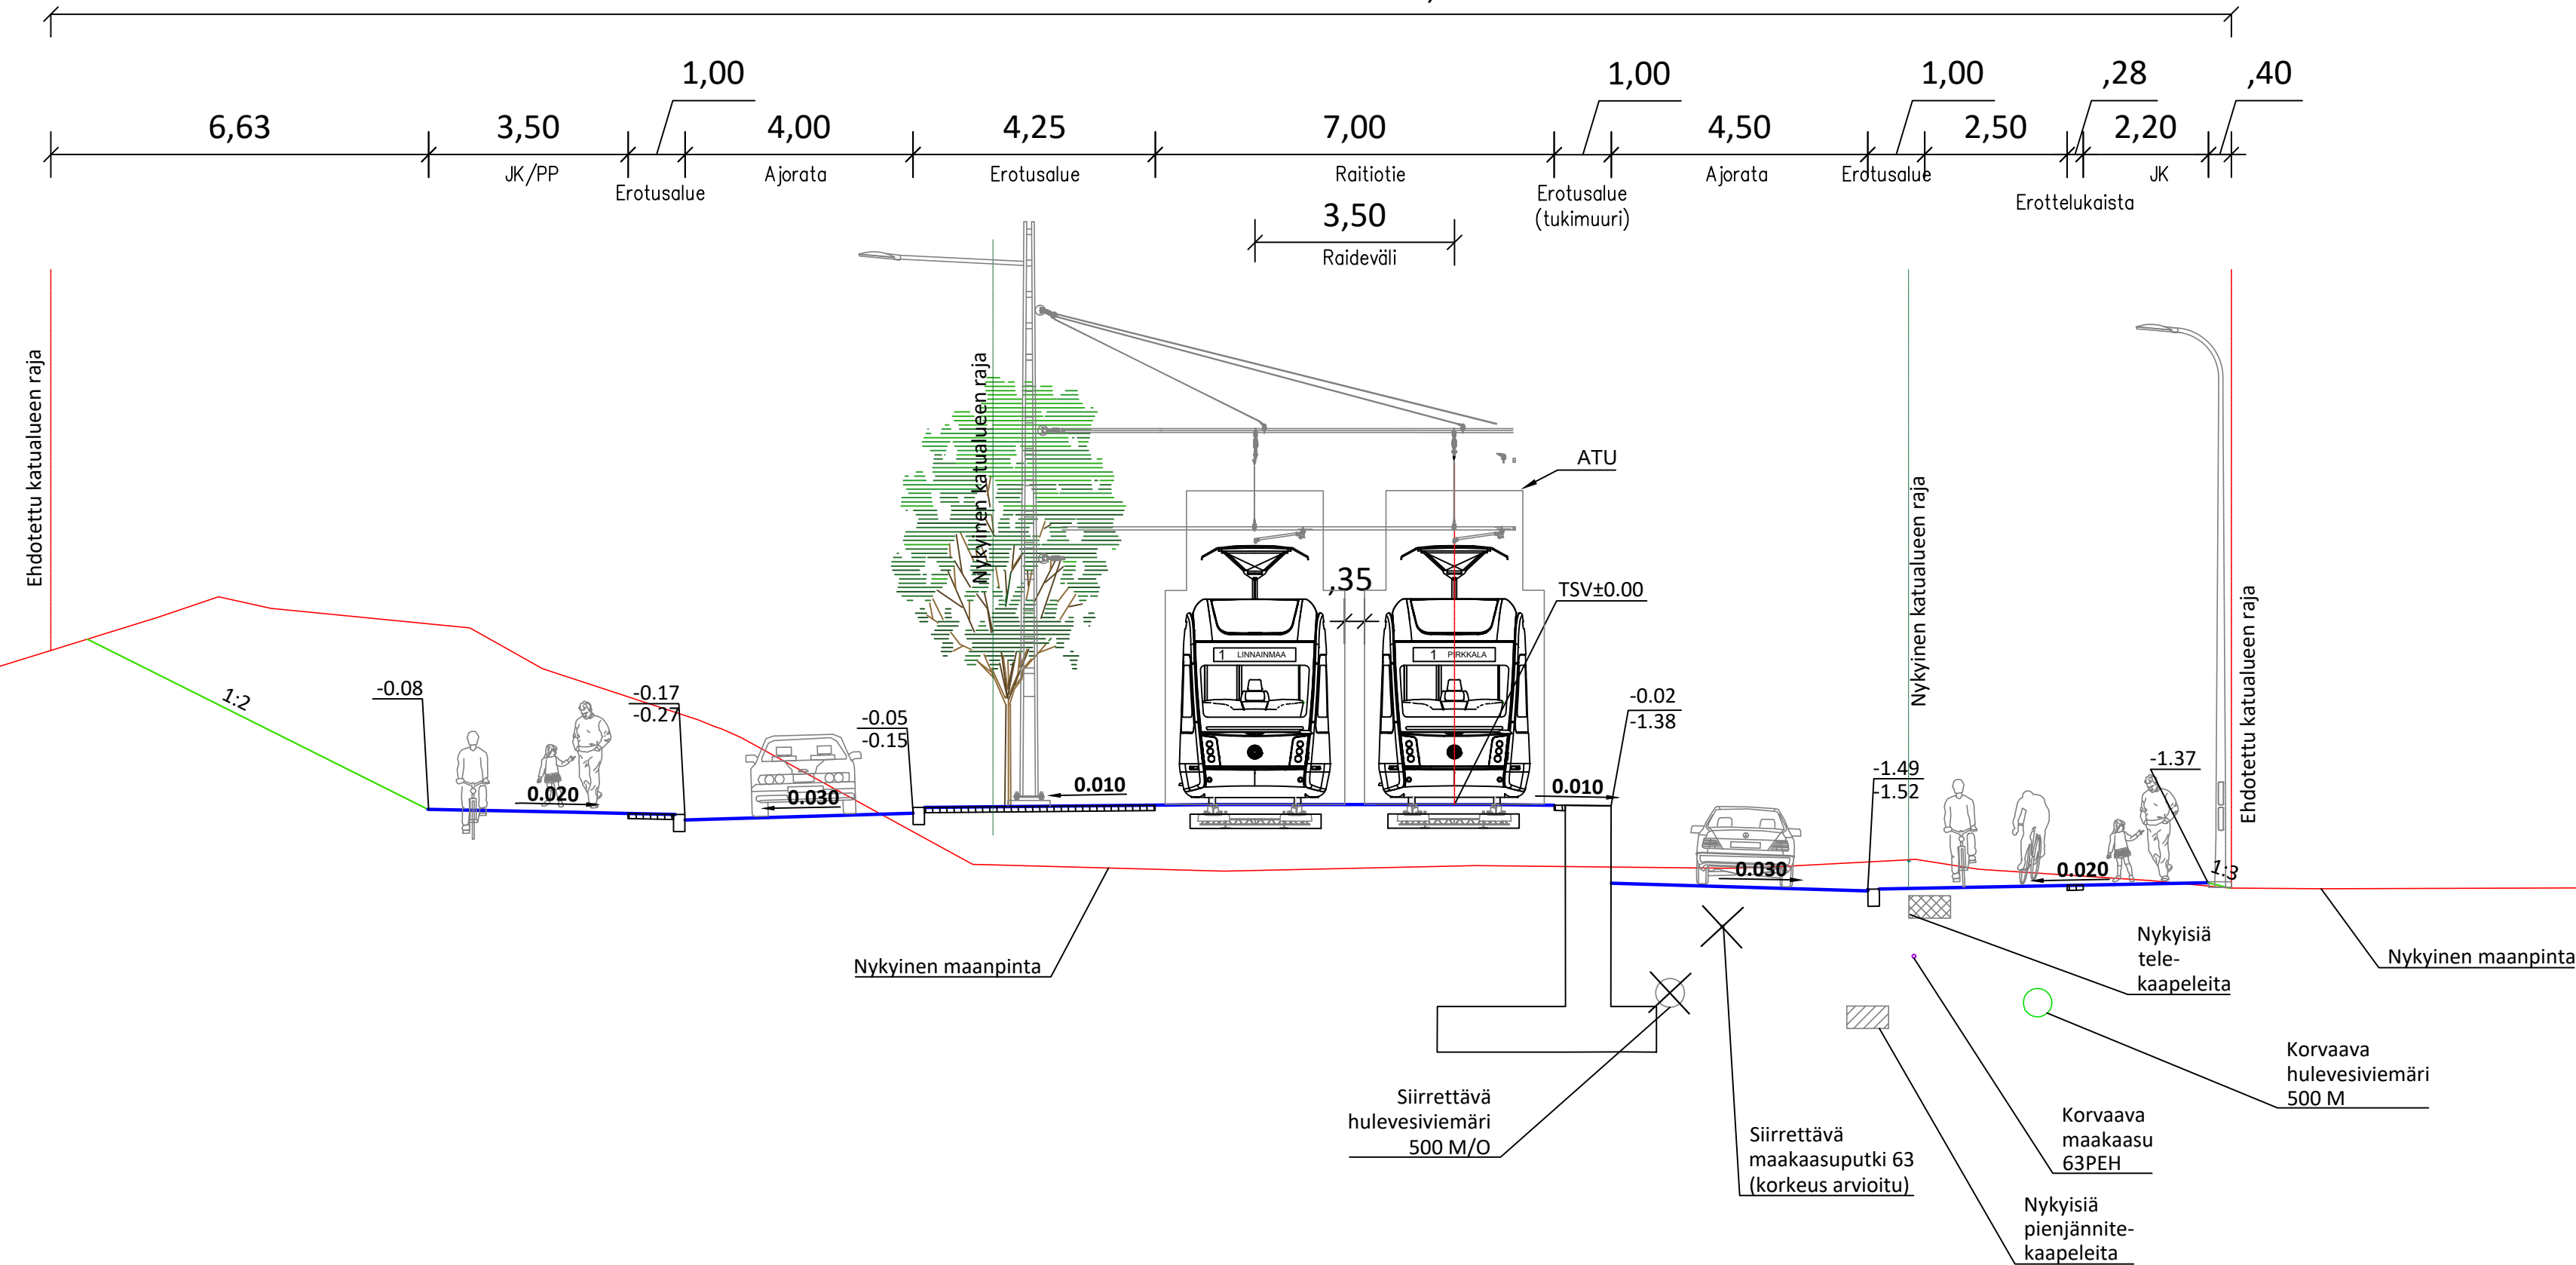 1,00
1,00
1,00
,28
,40
6,63
3,50
4,00
4,25
7,00
4,50
2,50
2,20
JK/PP
Erotusalue
Ajorata
Erotusalue
Raitiotie
Erotusalue
(tukimuuri)
Ajorata
Erotusalue
Erottelukaista
JK
3,50
Raideväli
Ehdotettu katualueen raja
Nykyinen katualueen raja
ATU
,35
TSV±0.00
Nykyinen katualueen raja
Ehdotettu katualueen raja
1 LINNAINMAA
1 PIRKKALA
1:2
-0.08
-0.17
-0.27
-0.05
-0.15
-0.02
-1.38
-1.49
-1.52
-1.37
0.020
0.030
0.010
0.010
0.030
0.020
1:3
Nykyinen maanpinta
Nykyisiä
tele-
kaapeleita
Nykyinen maanpinta
Siirrettävä
hulevesiviemäri
500 M/O
Siirrettävä
maakaasuputki 63
(korkeus arvioitu)
Korvaava
hulevesiviemäri
500 M
Korvaava
maakaasu
63PEH
Nykyisiä
pienjännite-
kaapeleita